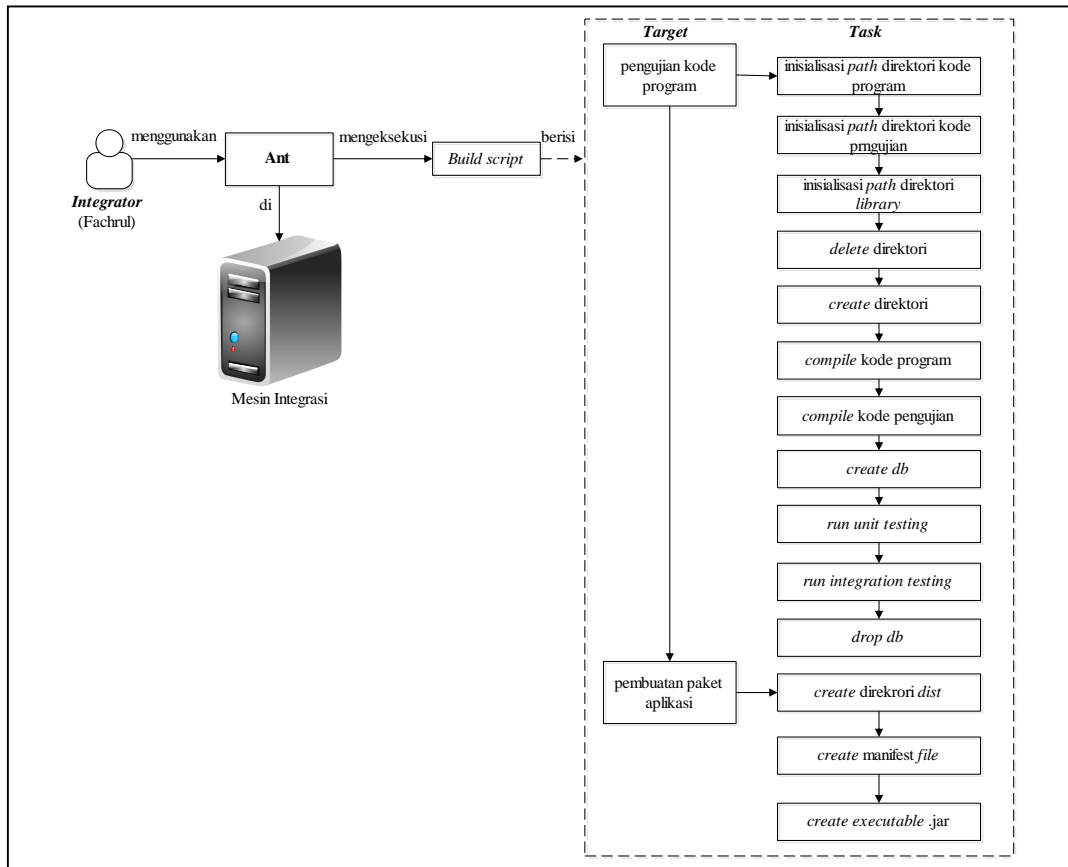 Target
Task
pengujian kode
program
inisialisasi path direktori kode
program
inisialisasi path direktori kode
prngujian
inisialisasi path direktori
library
delete direktori
create direktori
compile kode program
compile kode pengujian
create db
run unit testing
run integration testing
drop db
pembuatan paket
aplikasi
create direkrori dist
create manifest file
create executable .jar
menggunakan
Ant
mengeksekusi
Build script
berisi
Integrator
(Fachrul)
di
Mesin Integrasi